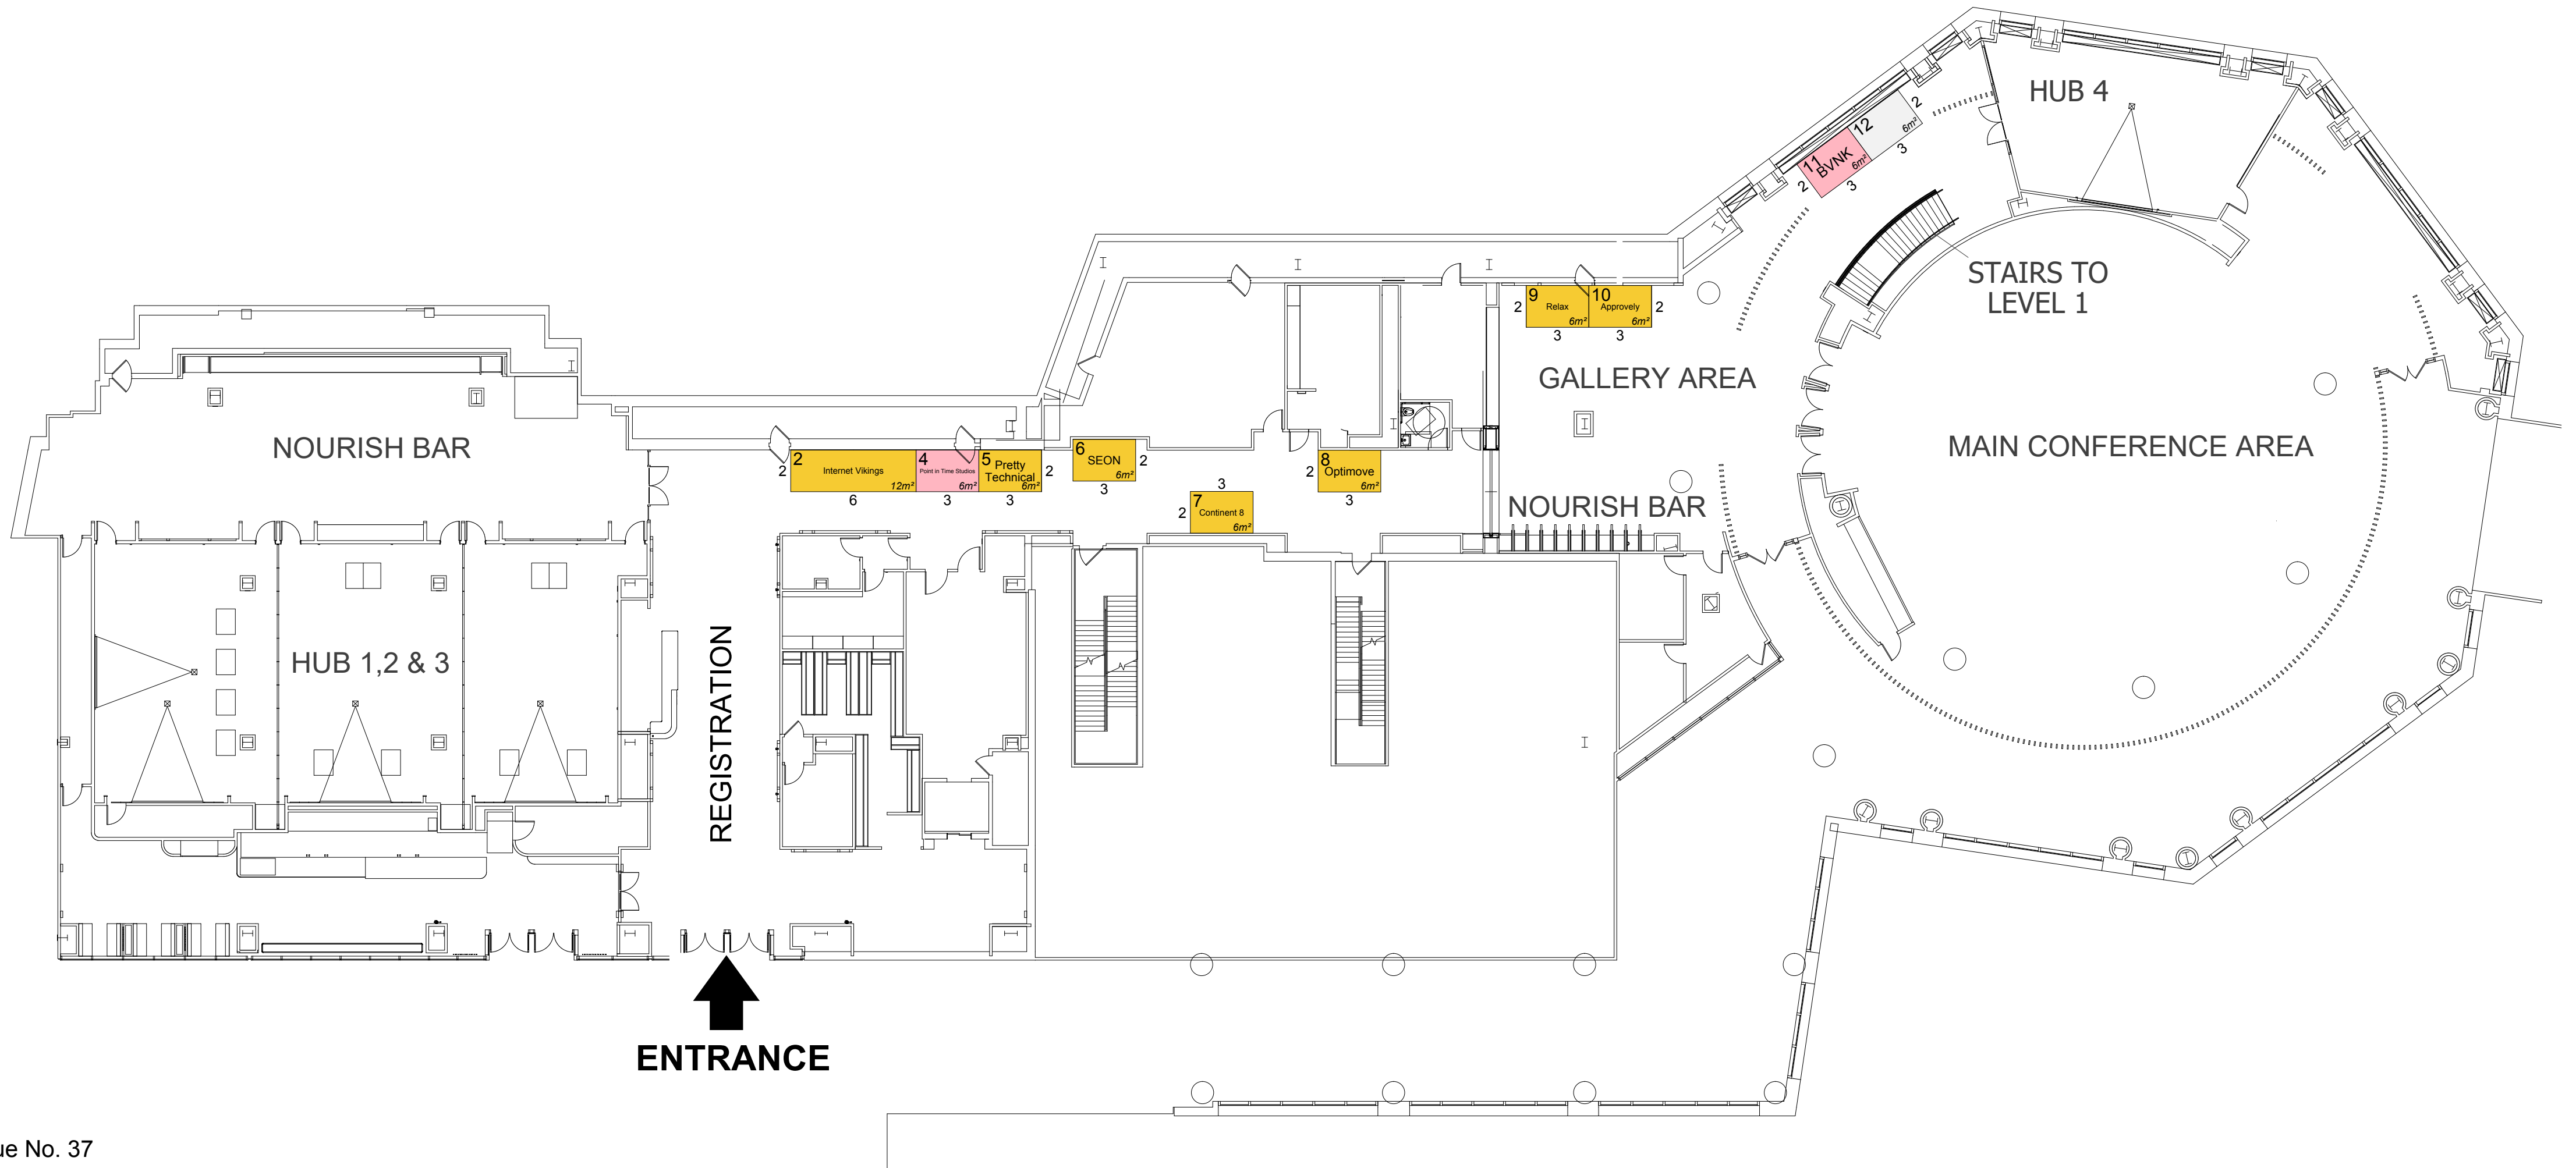 HUB 4
2
12
6m²
3
11
BVNK
6m²
2
3
STAIRS TO
LEVEL 1
9
Relax
6m²
2
3
10
Approvely
6m²
2
3
GALLERY AREA
MAIN CONFERENCE AREA
NOURISH BAR
2
2
Internet Vikings
12m²
6
4
Point in Time Studios
6m²
3
5
Pretty
Technical
6m²
2
3
6
SEON
6m²
2
3
3
7
2
Continent 8
6m²
8
2
Optimove
6m²
3
NOURISH BAR
HUB 1,2 & 3
REGISTRATION
ENTRANCE
ue No. 37